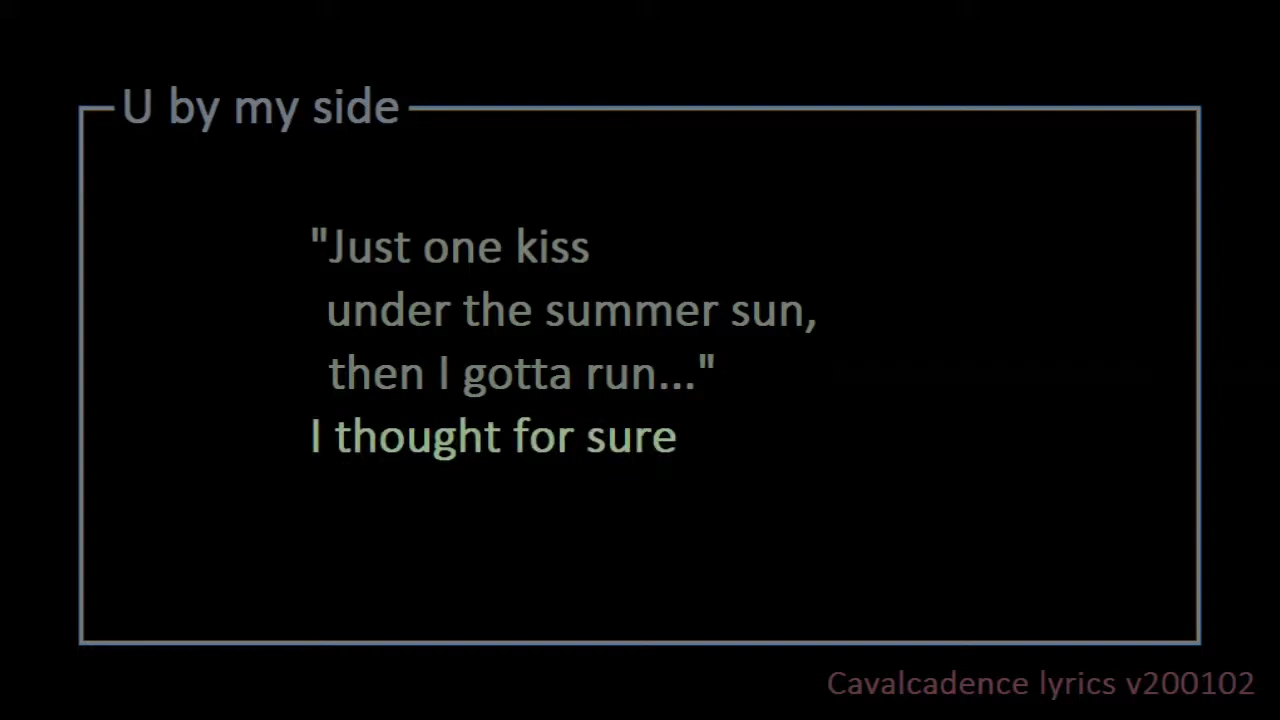 U by my side
"Just one kiss
under the summer sun,
then I gotta run..."
I thought for sure
Cavalcadence lyrics v200102